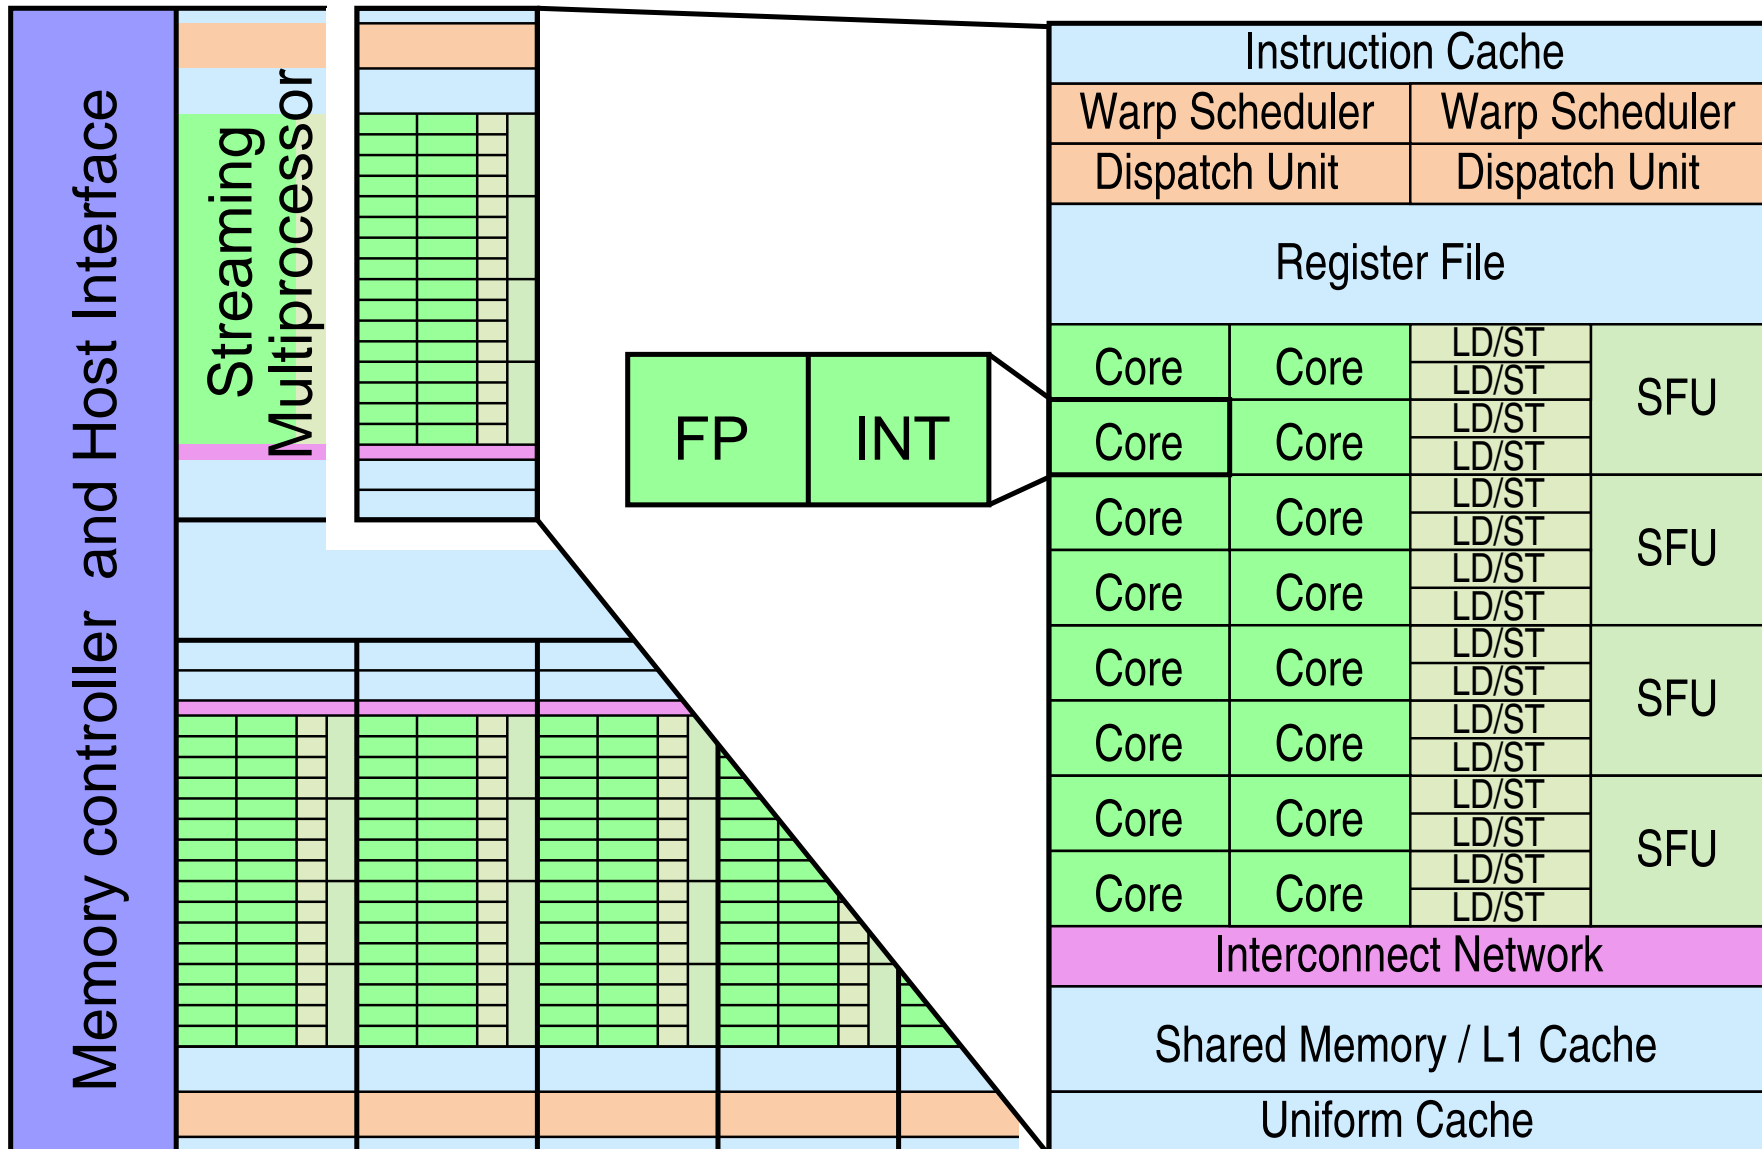 Memory controller and Host Interface
Streaming
Multiprocessor
FP INT
Instruction Cache
Warp Scheduler Warp Scheduler
Dispatch Unit Dispatch Unit
Register File
Core Core LD/ST SFU
LD/ST
Core Core LD/ST
LD/ST
Core Core LD/ST SFU
LD/ST
Core Core LD/ST
LD/ST
Core Core LD/ST SFU
LD/ST
Core Core LD/ST
LD/ST
Core Core LD/ST SFU
LD/ST
Core Core LD/ST
LD/ST
Interconnect Network
Shared Memory / L1 Cache
Uniform Cache